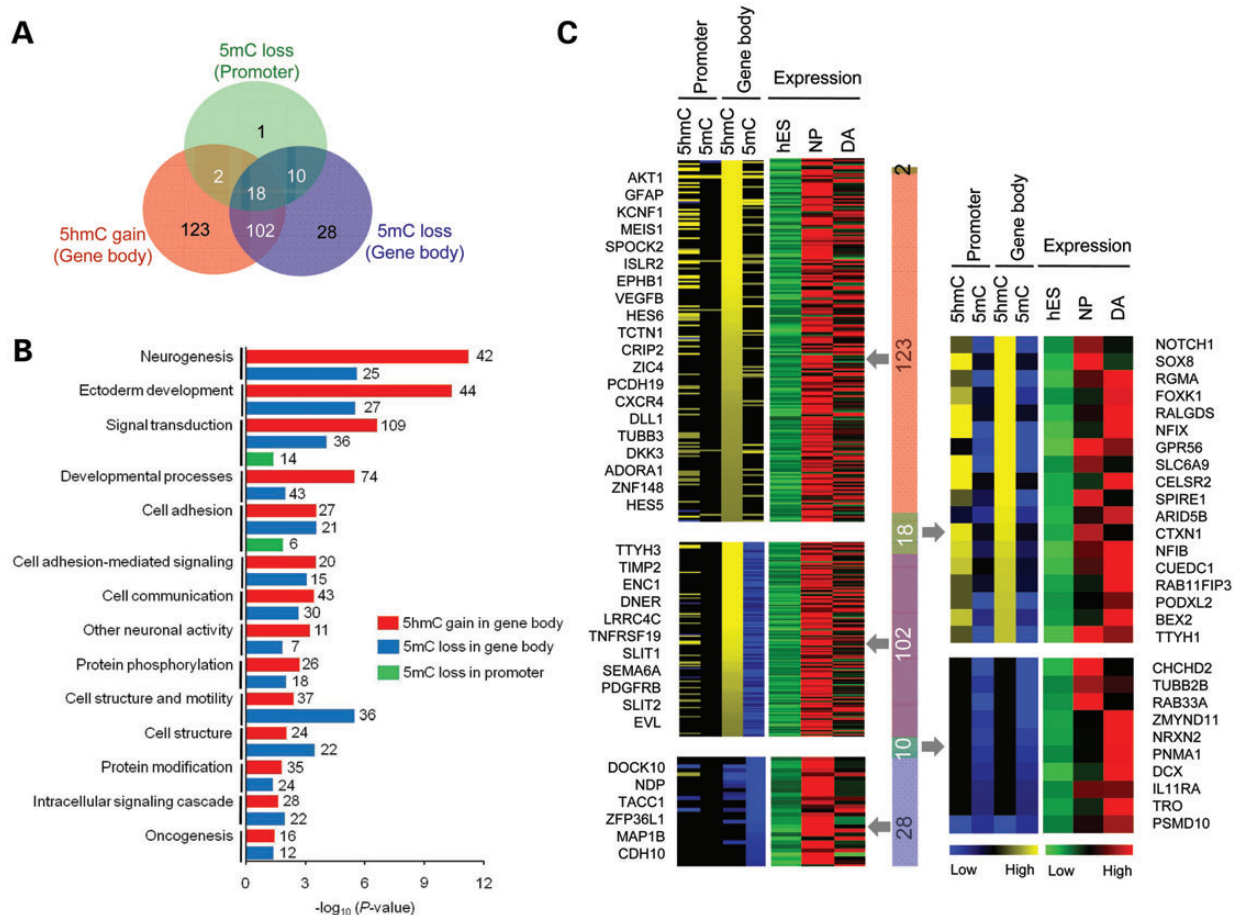 A
5mC loss
(Promoter)
1
2
10
18
123
102
28
5hmC gain
(Gene body)
5mC loss
(Gene body)
B
Neurogenesis
42
25
Ectoderm development
44
27
Signal transduction
109
36
14
Developmental processes
74
43
Cell adhesion
27
21
6
Cell adhesion-mediated signaling
20
15
Cell communication
43
30
Other neuronal activity
11
7
Protein phosphorylation
26
18
Cell structure and motility
37
36
Cell structure
24
22
Protein modification
35
24
Intracellular signaling cascade
28
22
Oncogenesis
16
12
5hmC gain in gene body
5mC loss in gene body
5mC loss in promoter
0 3 6 9 12
-log10 (P-value)
C
Promoter
Gene body
Expression
5hmC
5mC
5hmC
5mC
hES
NP
DA
AKT1
GFAP
KCNF1
MEIS1
SPOCK2
ISLR2
EPHB1
VEGFB
HES6
TCTN1
CRIP2
ZIC4
PCDH19
CXCR4
DLL1
TUBB3
DKK3
ADORA1
ZNF148
HES5
TTYH3
TIMP2
ENC1
DNER
LRRC4C
TNFRSF19
SLIT1
SEMA6A
PDGFRB
SLIT2
EVL
DOCK10
NDP
TACC1
ZFP36L1
MAP1B
CDH10
2
123
18
102
10
28
Promoter
Gene body
Expression
5hmC
5mC
5hmC
5mC
hES
NP
DA
NOTCH1
SOX8
RGMA
FOXK1
RALGDS
NFIX
GPR56
SLC6A9
CELSR2
SPIRE1
ARID5B
CTXN1
NFIB
CUEDC1
RAB11FIP3
PODXL2
BEX2
TTYH1
CHCHD2
TUBB2B
RAB33A
ZMYND11
NRXN2
PNMA1
DCX
IL11RA
TRO
PSMD10
Low High
Low High